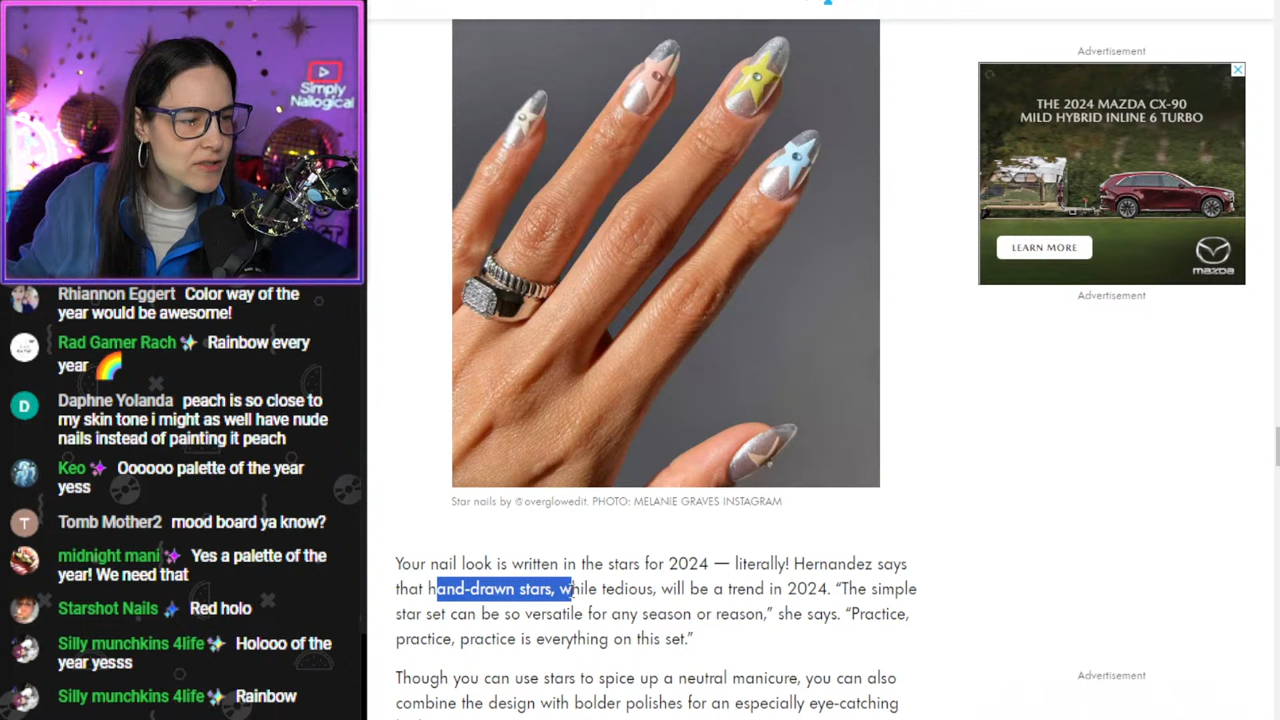 Simply
Nailogical
Rhiannon Eggert Color way of the
year would be awesome!
Rad Gamer Rach Rainbow every
year
D
Daphne Yolanda peach is so close to
my skin tone i might as well have nude
nails instead of painting it peach
Keo Oooooo palette of the year
yess
T
Tomb Mother2 mood board ya know?
midnight mani Yes a palette of the
year! We need that
Starshot Nails Red holo
Silly munchkins 4life Holooo of the
year yesss
Silly munchkins 4life Rainbow
Star nails by @overglowedit. PHOTO: MELANIE GRAVES INSTAGRAM
Your nail look is written in the stars for 2024 — literally! Hernandez says
that hand-drawn stars, while tedious, will be a trend in 2024. “The simple
star set can be so versatile for any season or reason,” she says. “Practice,
practice, practice is everything on this set.”
Though you can use stars to spice up a neutral manicure, you can also
combine the design with bolder polishes for an especially eye-catching
Advertisement
THE 2024 MAZDA CX-90
MILD HYBRID INLINE 6 TURBO
LEARN MORE
mazda
Advertisement
Advertisement